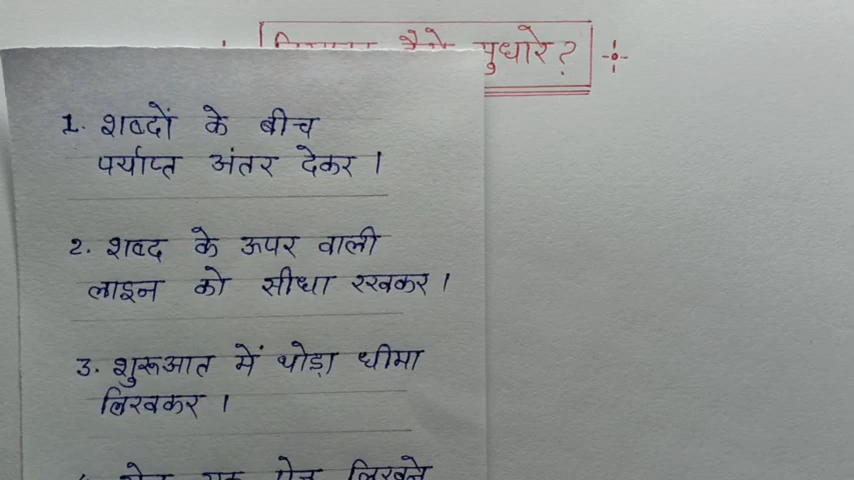 सुधारे?
1. शब्दों के बीच
पर्याप्त अंतर देकर।
2. शब्द के ऊपर वाली
लाइन को सीधा रखकर।
3. शुरूआत में थोड़ा धीमा
लिखकर।